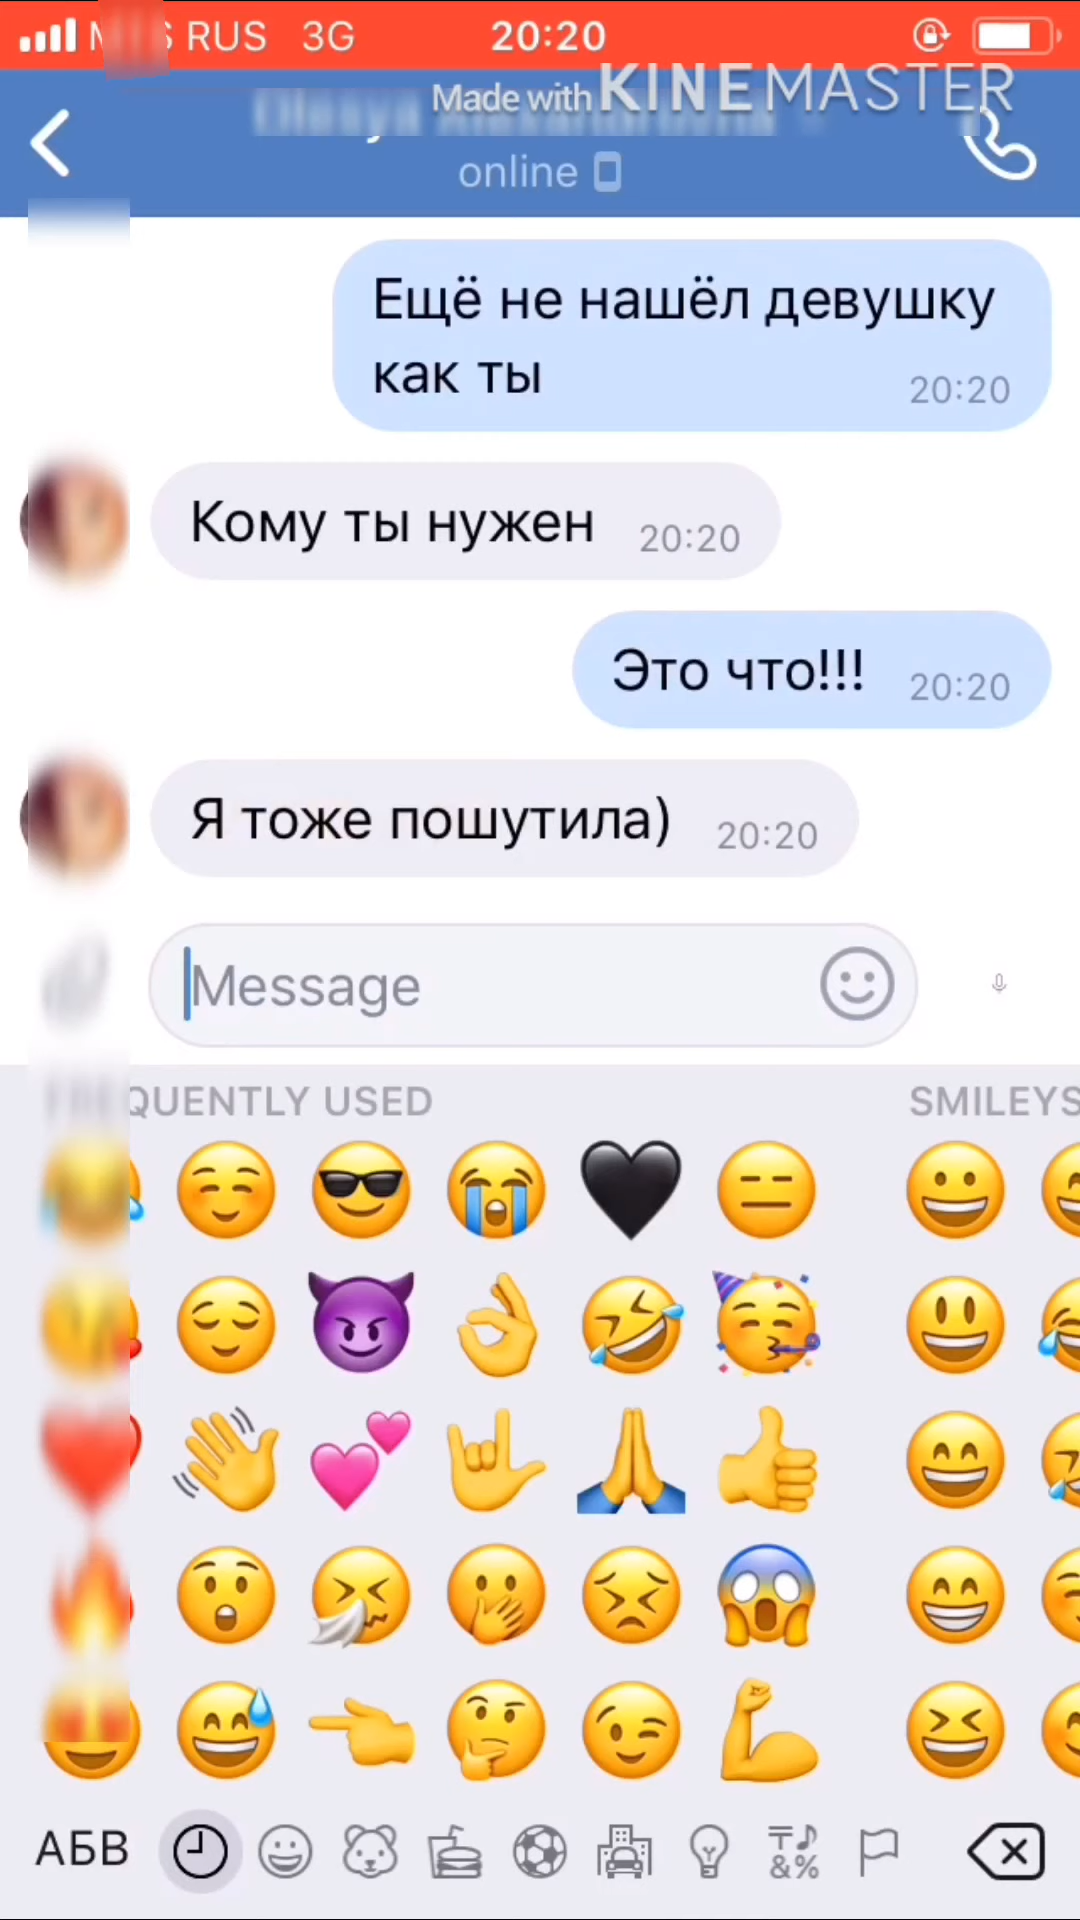 RUS 3G 20:20
Made with KINEMASTER
online
Ещё не нашёл девушку
как ты 20:20
Кому ты нужен 20:20
Это что!!! 20:20
Я тоже пошутила) 20:20
Message
QUENTLY USED SMILEYS
АБВ